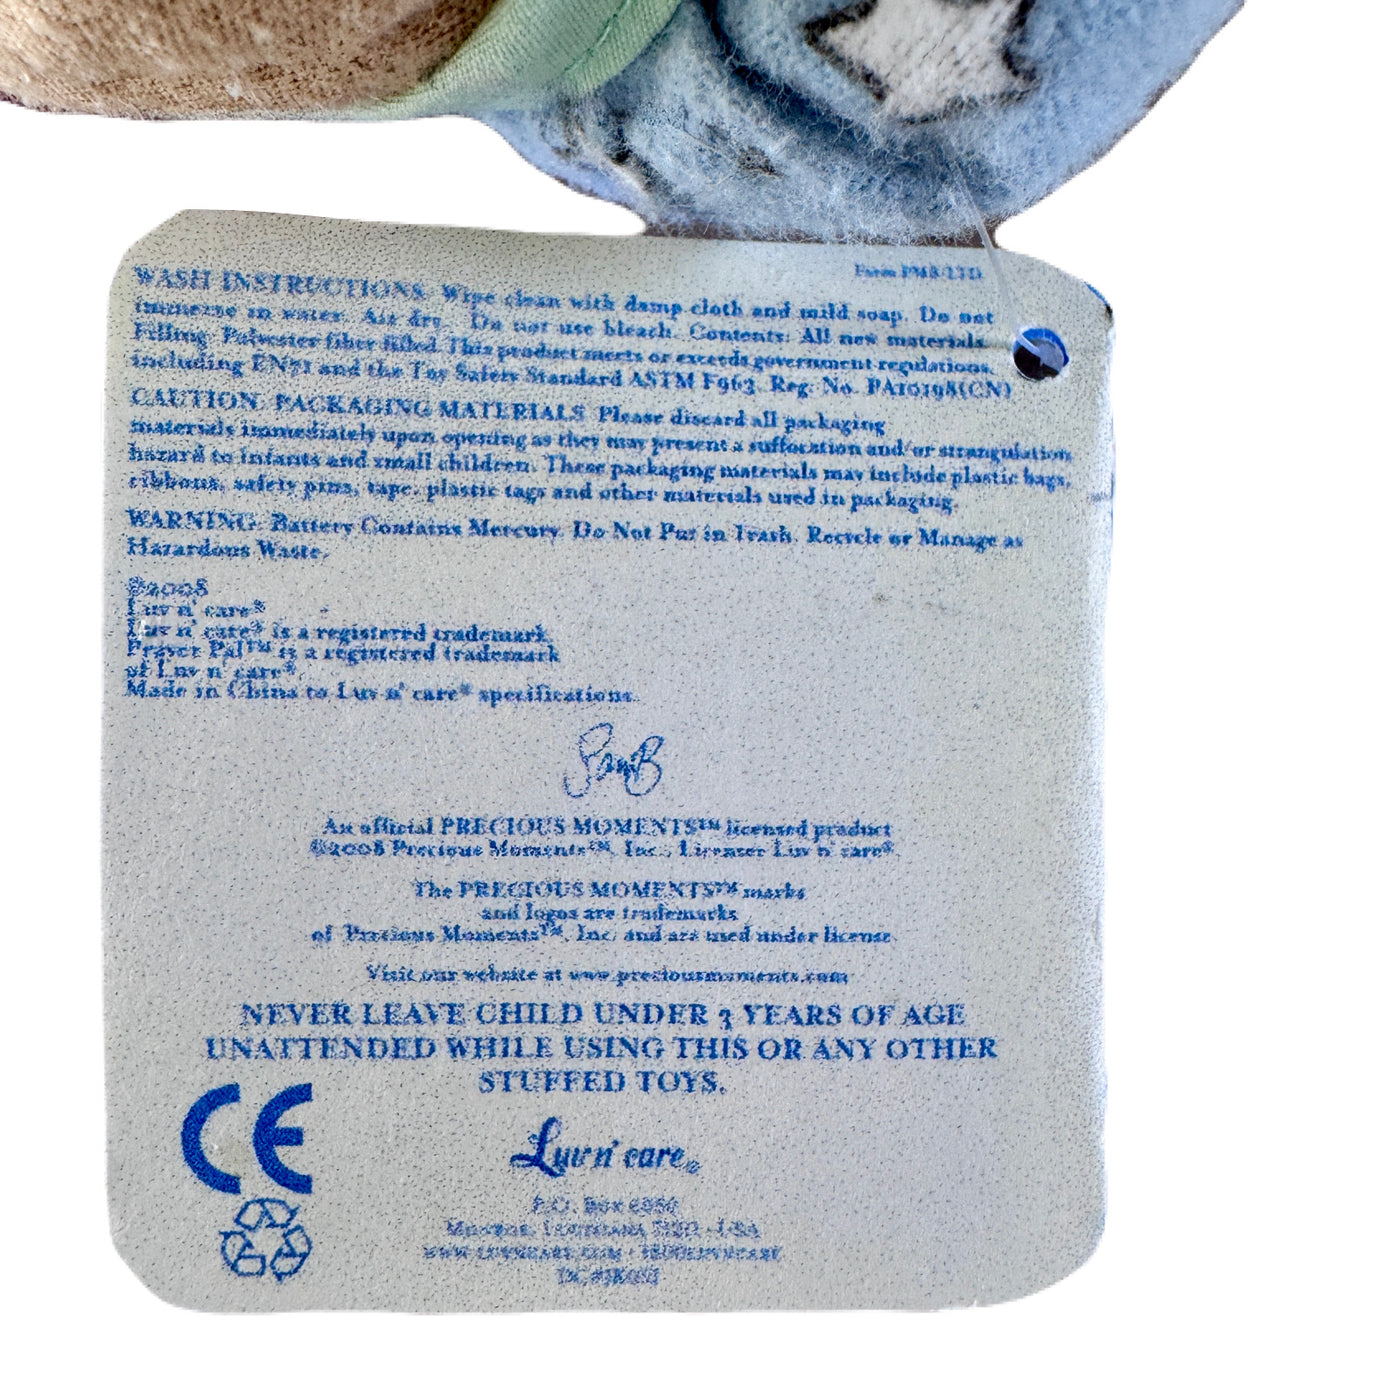 WASH INSTRUCTIONS: Wipe clean with damp cloth and mild soap. Do not
immerse in water. Air dry. Do not use bleach. Contents: All new materials.
Filling: Polyester fiber filled. This product meets or exceeds government regulations,
including EN71 and the Toy Safety Standard ASTM F963. Reg. No. PA10198(CN)
CAUTION: PACKAGING MATERIALS. Please discard all packaging
materials immediately upon opening as they may present a suffocation and/or strangulation
hazard to infants and small children. These packaging materials may include plastic bags,
ribbons, safety pins, tape, plastic tags and other materials used in packaging.
WARNING: Battery Contains Mercury. Do Not Put in Trash. Recycle or Manage as
Hazardous Waste.
©2008
Luv n' care®
Luv n' care® is a registered trademark.
Prayer Pal™ is a registered trademark
of Luv n' care®
Made in China to Luv n' care® specifications.
SamB
An official PRECIOUS MOMENTS™ licensed product
©2008 Precious Moments™, Inc., Licensee Luv n' care®.
The PRECIOUS MOMENTS™ marks
and logos are trademarks
of Precious Moments™, Inc. and are used under license.
Visit our website at www.preciousmoments.com
NEVER LEAVE CHILD UNDER 3 YEARS OF AGE
UNATTENDED WHILE USING THIS OR ANY OTHER
STUFFED TOYS.
CE
Luv n' care®
P.O. Box
Monroe, Louisiana USA
www.luvncare.com · 1800LUVNCARE